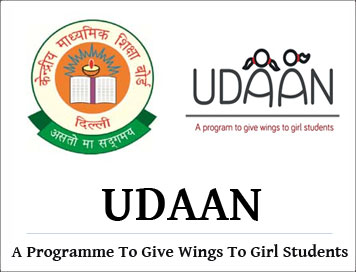 केन्द्रीय माध्यमिक शिक्षा बोर्ड
दिल्ली
असतो मा सद्गमय
UDAAN
A program to give wings to girl students
UDAAN
A Programme To Give Wings To Girl Students